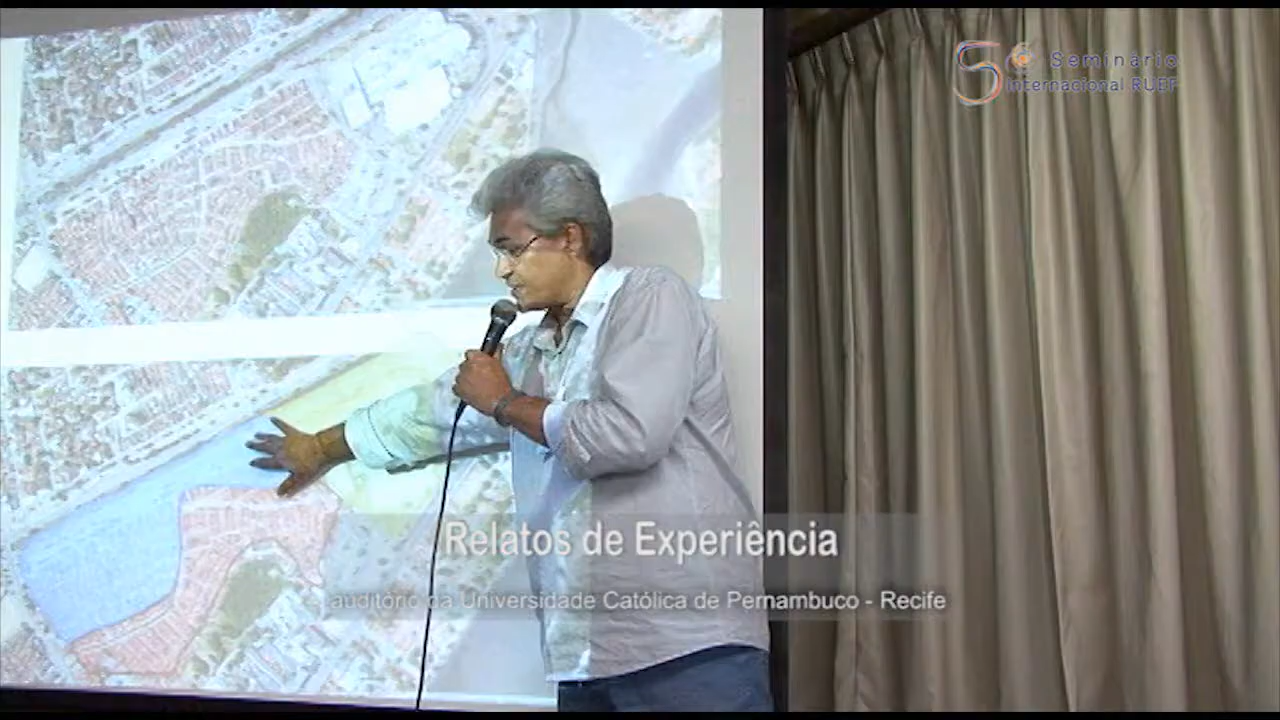 5º Seminário
Internacional RUEF
Relatos de Experiência
auditório da Universidade Católica de Pernambuco - Recife